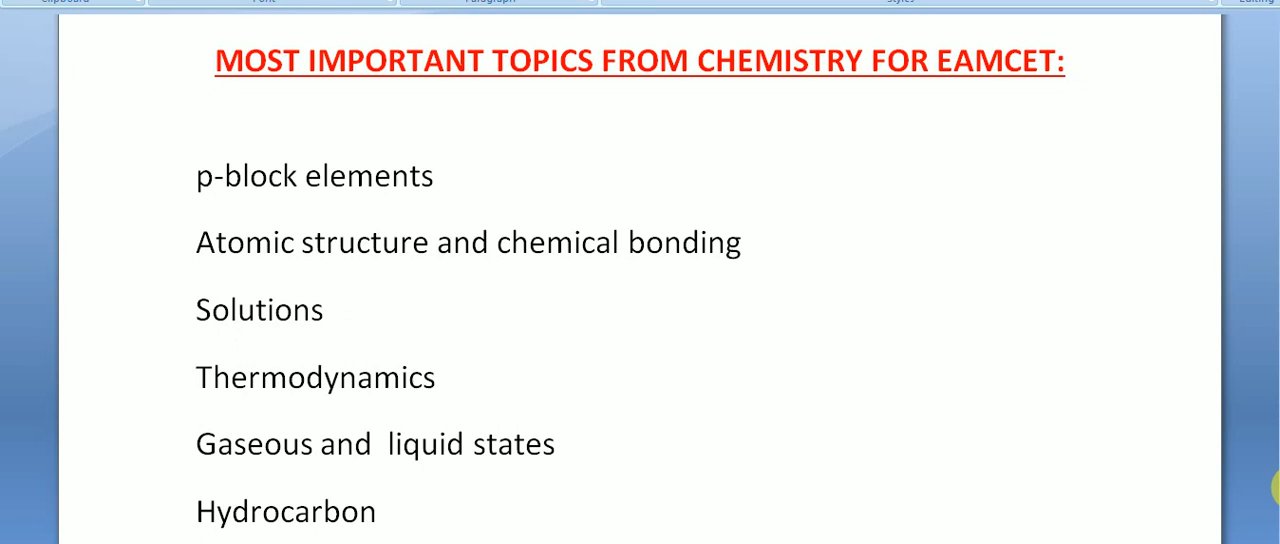 MOST IMPORTANT TOPICS FROM CHEMISTRY FOR EAMCET:
p-block elements
Atomic structure and chemical bonding
Solutions
Thermodynamics
Gaseous and liquid states
Hydrocarbon